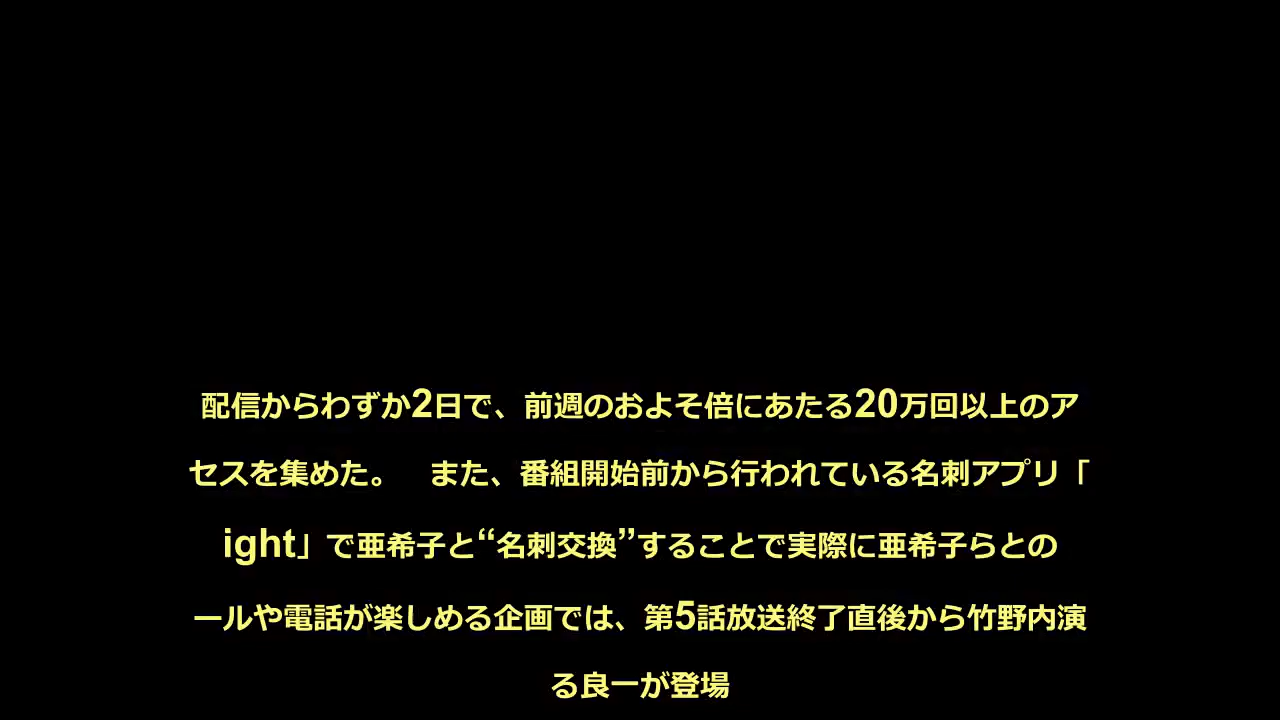 配信からわずか2日で、前週のおよそ倍にあたる20万回以上のア
セスを集めた。　また、番組開始前から行われている名刺アプリ「
ight」で亜希子と“名刺交換”することで実際に亜希子らとの
ールや電話が楽しめる企画では、第5話放送終了直後から竹野内演
る良一が登場